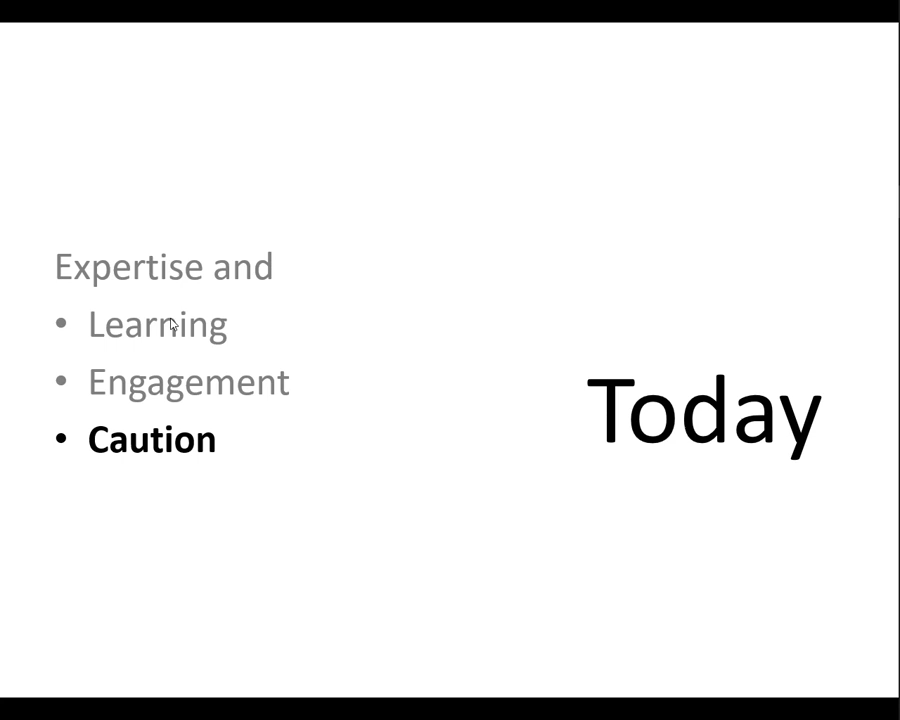 Expertise and
• Learning
• Engagement
• Caution
Today